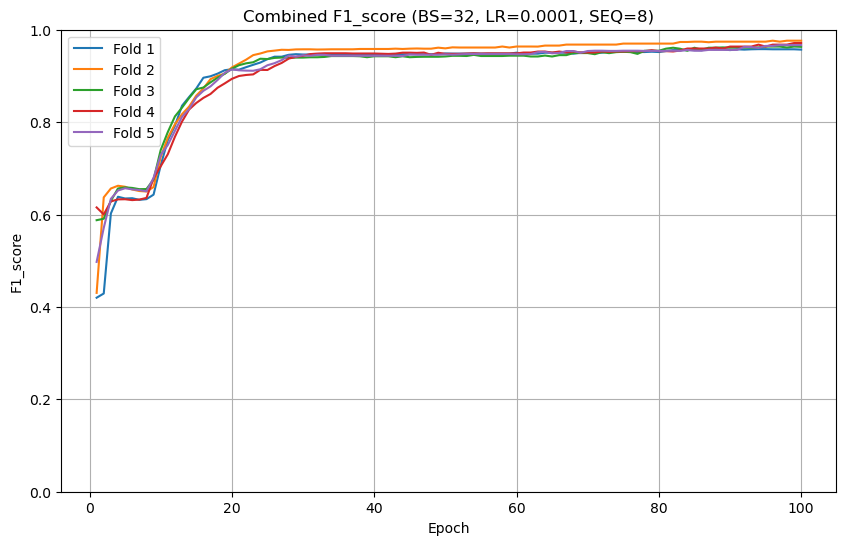 Combined F1_score (BS=32, LR=0.0001, SEQ=8)
Fold 1
Fold 2
Fold 3
Fold 4
Fold 5
F1_score
1.0
0.8
0.6
0.4
0.2
0.0
0 20 40 60 80 100
Epoch